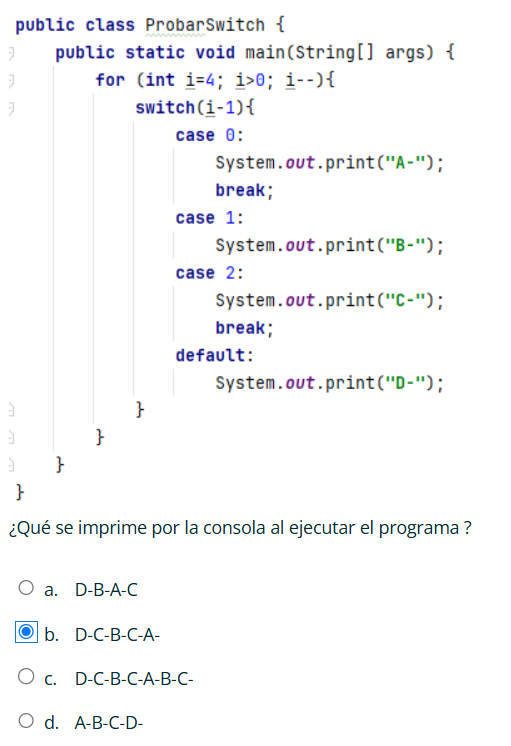 public class ProbarSwitch {
public static void main(String[] args) {
for (int i=4; i>0; i--){
switch(i-1){
case 0:
System.out.print("A-");
break;
case 1:
System.out.print("B-");
case 2:
System.out.print("C-");
break;
default:
System.out.print("D-");
}
}
}
}
¿Qué se imprime por la consola al ejecutar el programa ?
a. D-B-A-C
b. D-C-B-C-A-
c. D-C-B-C-A-B-C-
d. A-B-C-D-